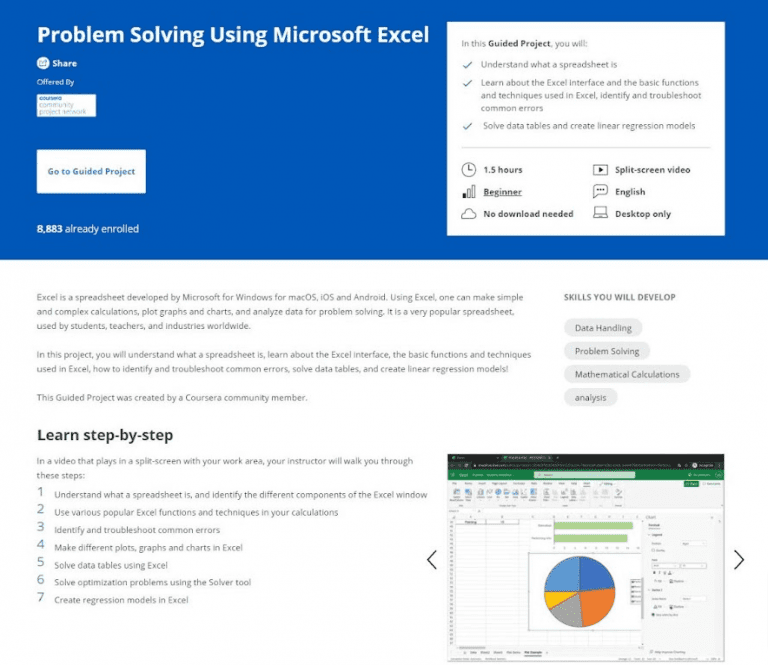 Problem Solving Using Microsoft Excel
Share
Offered By
coursera
community
project network
Go to Guided Project
8,883 already enrolled
In this Guided Project, you will:
Understand what a spreadsheet is
Learn about the Excel interface and the basic functions
and techniques used in Excel, identify and troubleshoot
common errors
Solve data tables and create linear regression models
1.5 hours
Split-screen video
Beginner
English
No download needed
Desktop only
Excel is a spreadsheet developed by Microsoft for Windows for macOS, iOS and Android. Using Excel, one can make simple
and complex calculations, plot graphs and charts, and analyze data for problem solving. It is a very popular spreadsheet,
used by students, teachers, and industries worldwide.
In this project, you will understand what a spreadsheet is, learn about the Excel interface, the basic functions and techniques
used in Excel, how to identify and troubleshoot common errors, solve data tables, and create linear regression models!
This Guided Project was created by a Coursera community member.
SKILLS YOU WILL DEVELOP
Data Handling
Problem Solving
Mathematical Calculations
analysis
Learn step-by-step
In a video that plays in a split-screen with your work area, your instructor will walk you through
these steps:
1 Understand what a spreadsheet is, and identify the different components of the Excel window
2 Use various popular Excel functions and techniques in your calculations
3 Identify and troubleshoot common errors
4 Make different plots, graphs and charts in Excel
5 Solve data tables using Excel
6 Solve optimization problems using the Solver tool
7 Create regression models in Excel